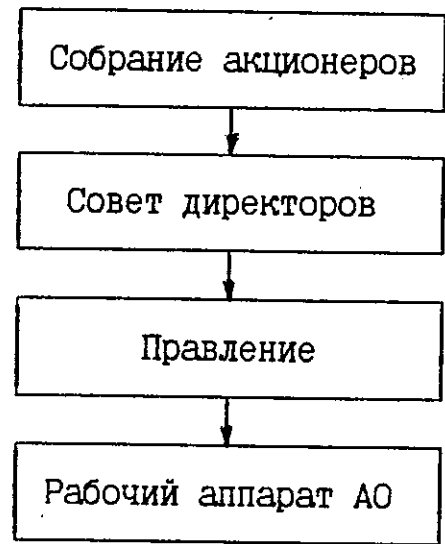 Собрание акционеров
Совет директоров
Правление
Рабочий аппарат АО